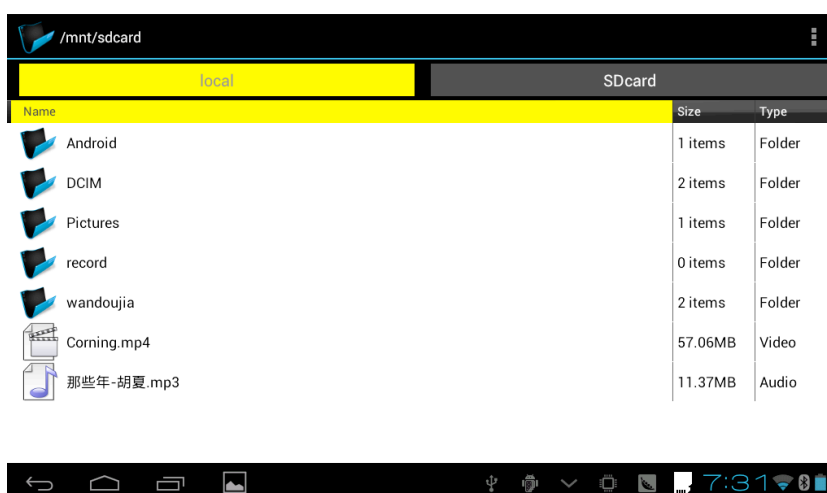 /mnt/sdcard
local SDcard
Name Size Type
Android 1 items Folder
DCIM 2 items Folder
Pictures 1 items Folder
record 0 items Folder
wandoujia 2 items Folder
Corning.mp4 57.06MB Video
那些年-胡夏.mp3 11.37MB Audio
7:31